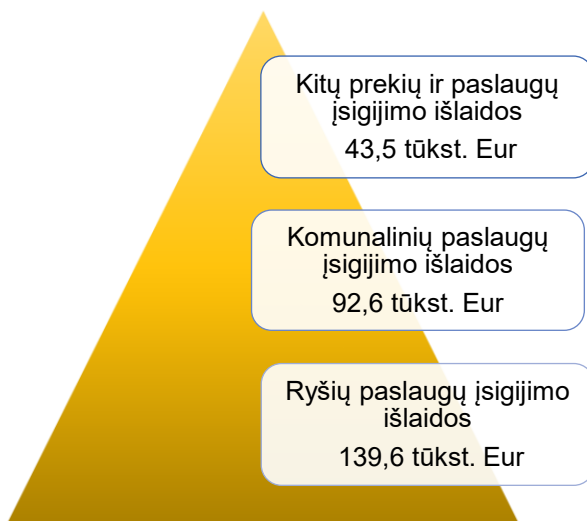 Kitų prekių ir paslaugų
įsigijimo išlaidos
43,5 tūkst. Eur
Komunalinių paslaugų
įsigijimo išlaidos
92,6 tūkst. Eur
Ryšių paslaugų įsigijimo
išlaidos
139,6 tūkst. Eur